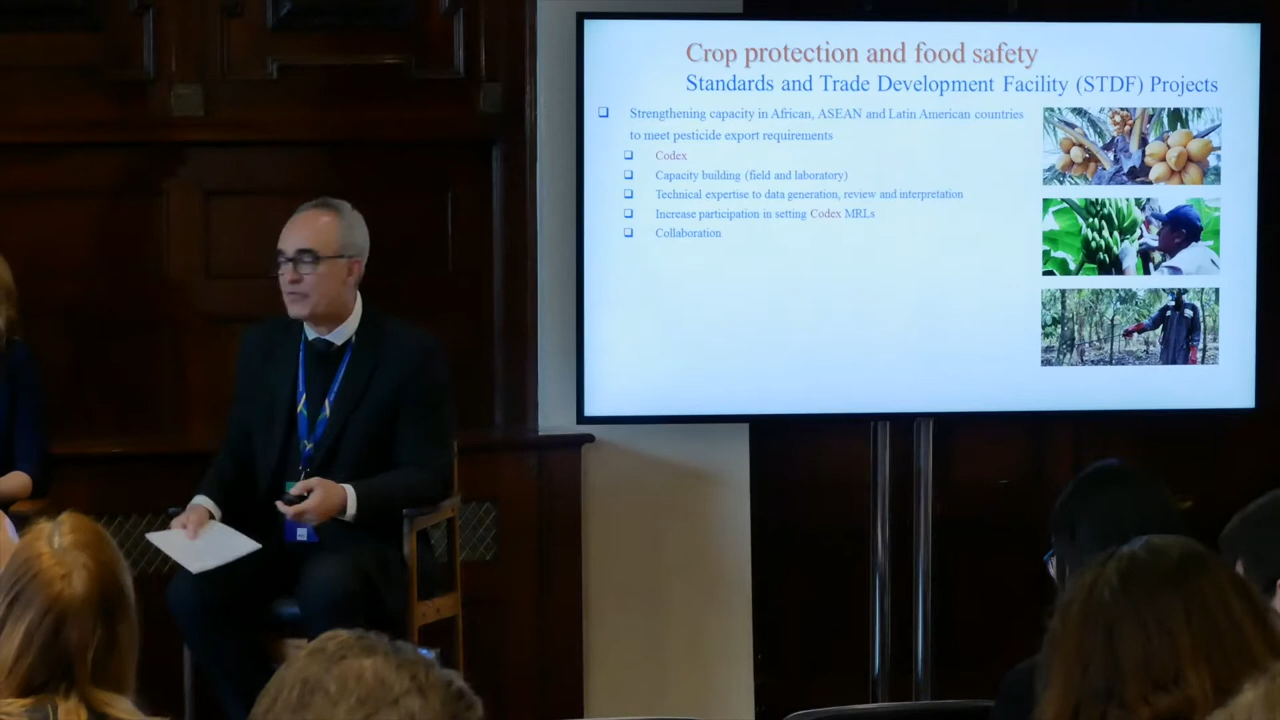 Crop protection and food safety
Standards and Trade Development Facility (STDF) Projects
Strengthening capacity in African, ASEAN and Latin American countries
to meet pesticide export requirements
Codex
Capacity building (field and laboratory)
Technical expertise to data generation, review and interpretation
Increase participation in setting Codex MRLs
Collaboration